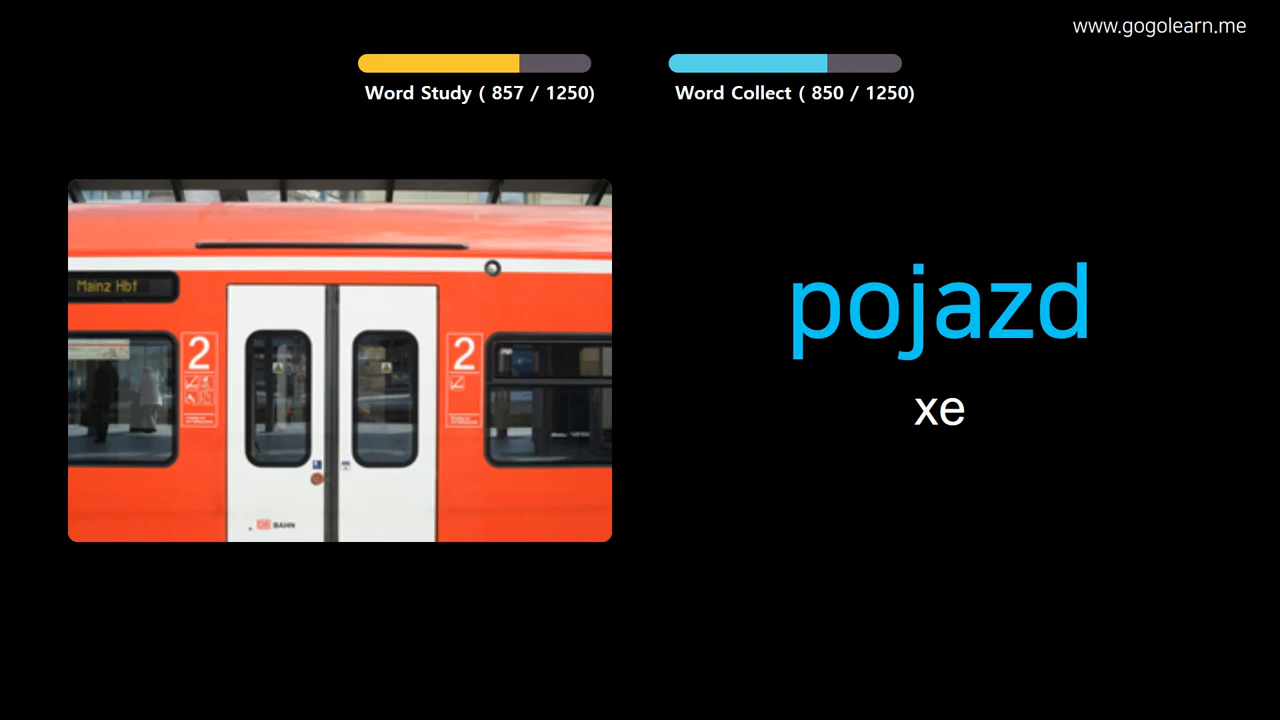 www.gogolearn.me
Word Study ( 857 / 1250)
Word Collect ( 850 / 1250)
Mainz Hbf
2
2
DB BAHN
pojazd
xe